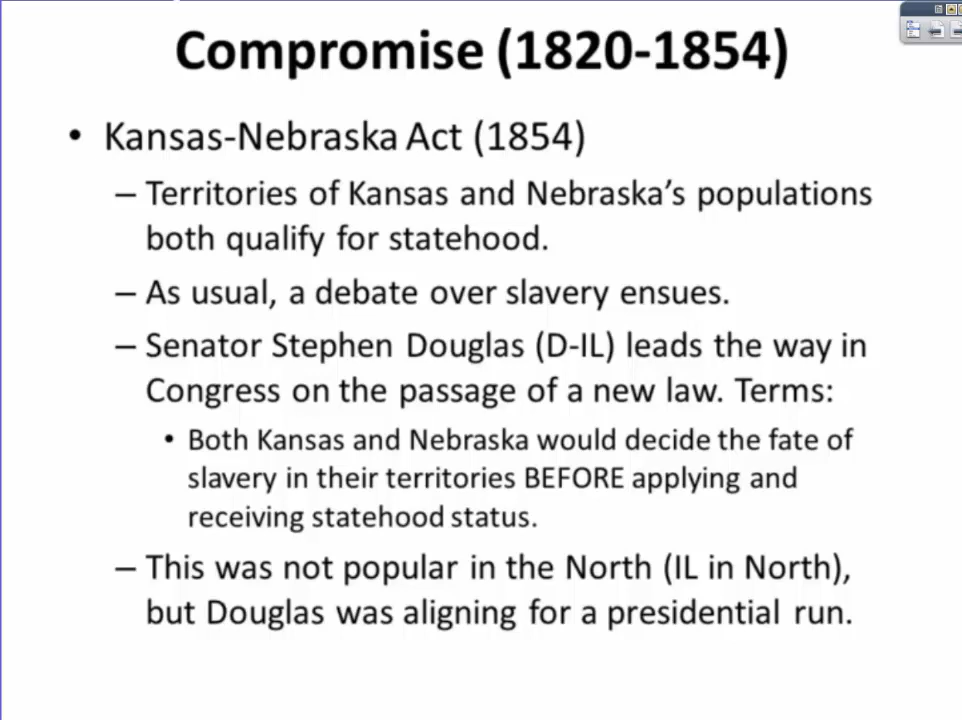 Compromise (1820-1854)
• Kansas-Nebraska Act (1854)
– Territories of Kansas and Nebraska’s populations
both qualify for statehood.
– As usual, a debate over slavery ensues.
– Senator Stephen Douglas (D-IL) leads the way in
Congress on the passage of a new law. Terms:
• Both Kansas and Nebraska would decide the fate of
slavery in their territories BEFORE applying and
receiving statehood status.
– This was not popular in the North (IL in North),
but Douglas was aligning for a presidential run.